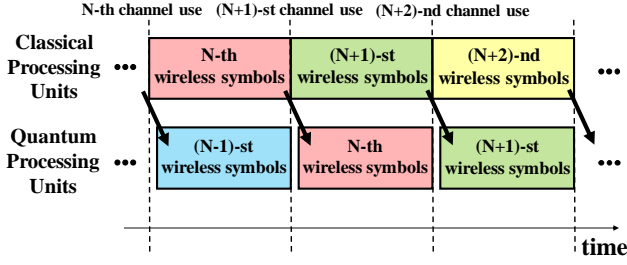 N-th channel use (N+1)-st channel use (N+2)-nd channel use
Classical
Processing
Units
•••
N-th
wireless symbols
(N+1)-st
wireless symbols
(N+2)-nd
wireless symbols
•••
Quantum
Processing
Units
•••
(N-1)-st
wireless symbols
N-th
wireless symbols
(N+1)-st
wireless symbols
•••
time